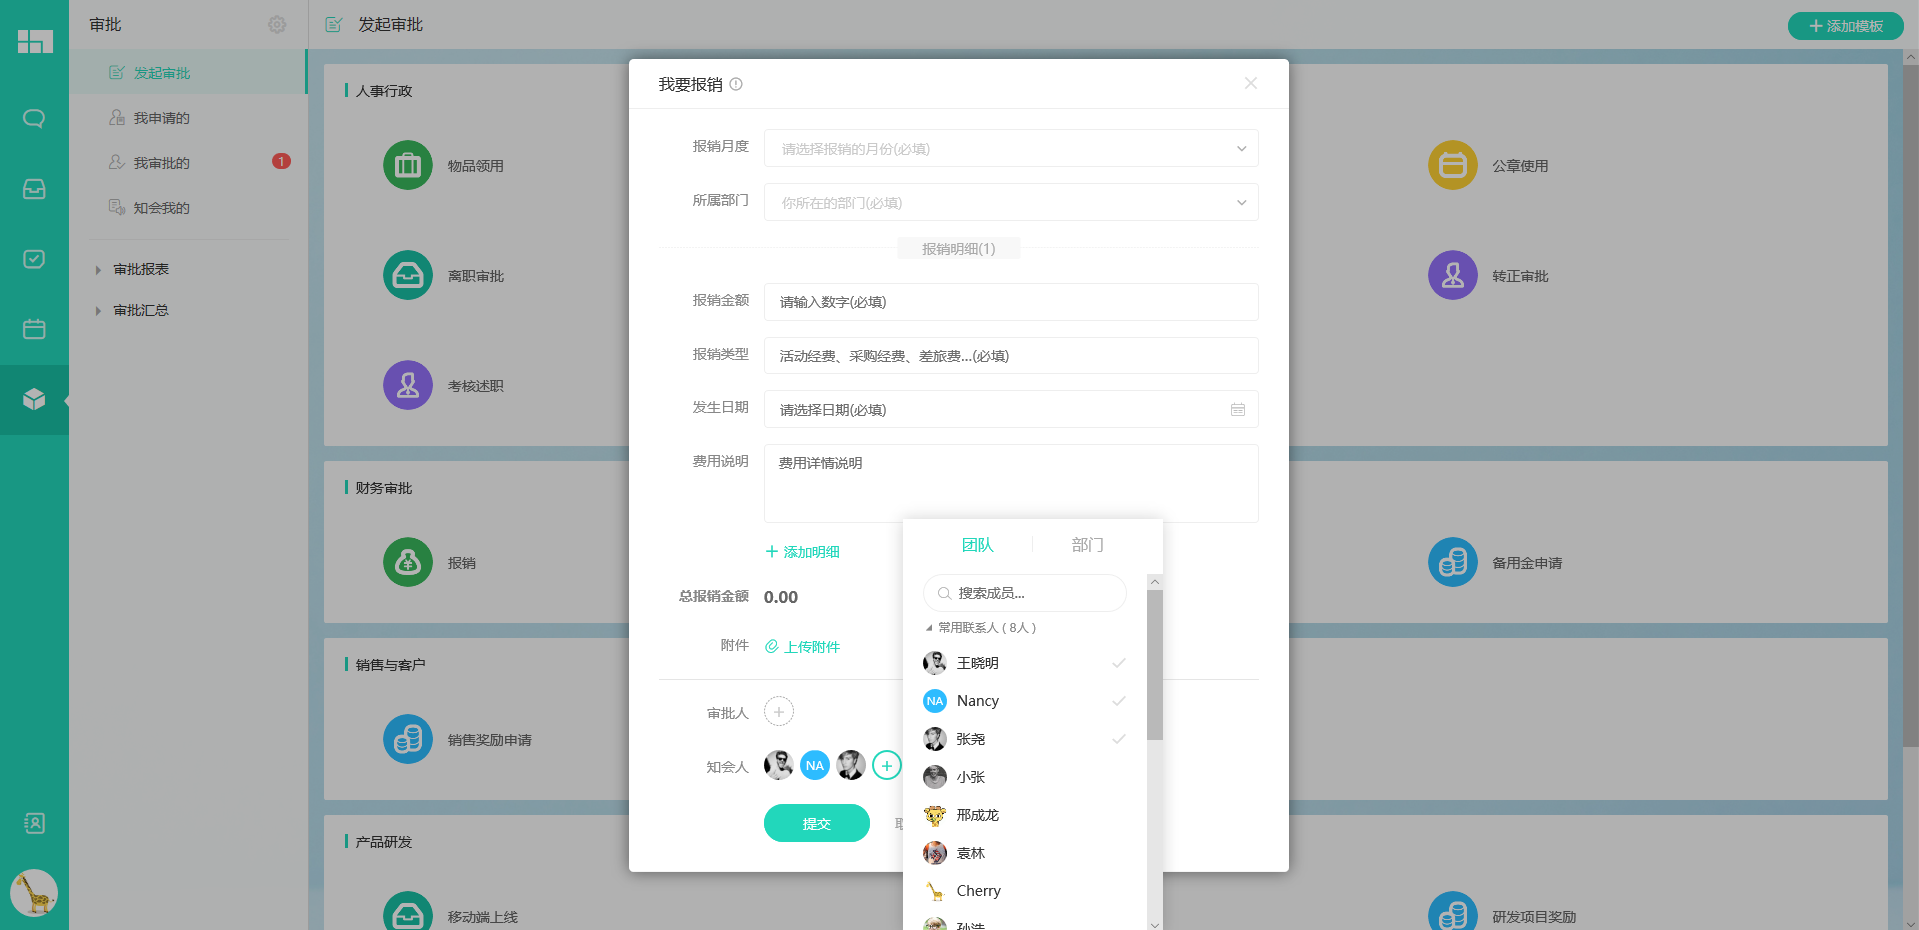 审批
发起审批
我申请的
我审批的
1
知会我的
审批报表
审批汇总
发起审批
添加模板
人事行政
物品领用
公章使用
离职审批
转正审批
考核述职
财务审批
报销
备用金申请
销售与客户
销售奖励申请
产品研发
移动端上线
研发项目奖励
我要报销
报销月度
请选择报销的月份(必填)
所属部门
你所在的部门(必填)
报销明细(1)
报销金额
请输入数字(必填)
报销类型
活动经费、采购经费、差旅费...(必填)
发生日期
请选择日期(必填)
费用说明
费用详情说明
添加明细
总报销金额 0.00
附件
上传附件
审批人
知会人
NA
提交
团队
部门
搜索成员...
常用联系人 ( 8人 )
王晓明
NA Nancy
张尧
小张
邢成龙
袁林
Cherry